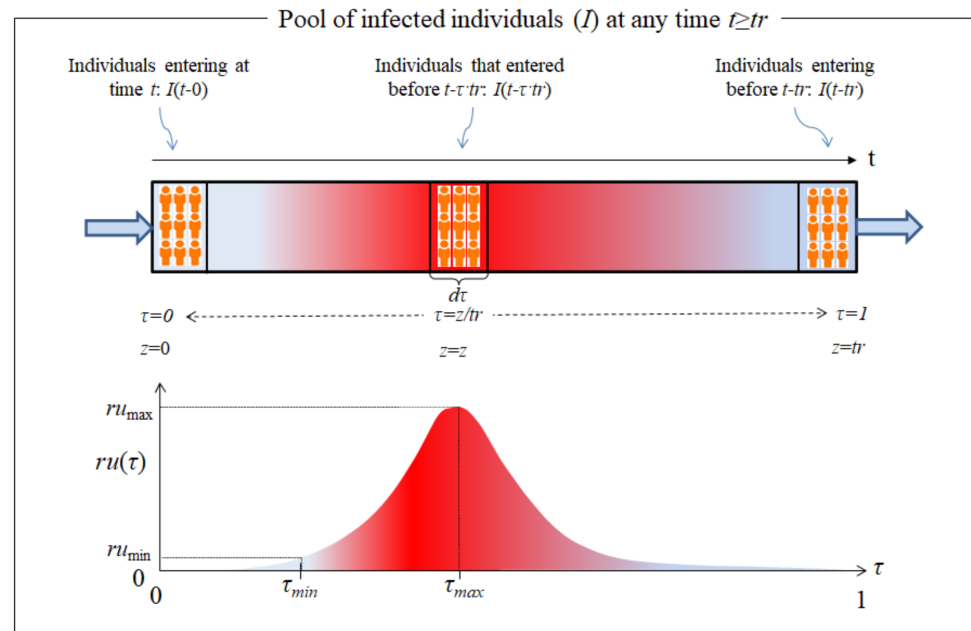 Pool of infected individuals (I) at any time t≥tr
Individuals entering at
time t: I(t-0)
Individuals that entered
before t-τ·tr: I(t-τ·tr)
Individuals entering
before t-tr: I(t-tr)
t
dτ
τ=0
τ=z/tr
τ=1
z=0
z=z
z=tr
ru_max
ru(τ)
ru_min
0
τ
0
τ_min
τ_max
1